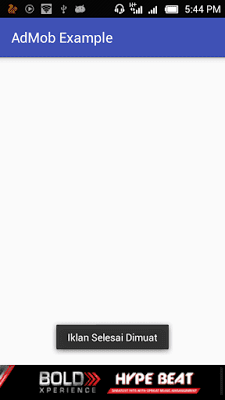 5:44 PM
AdMob Example
Iklan Selesai Dimuat
BOLD
XPERIENCE
HYPE BEAT